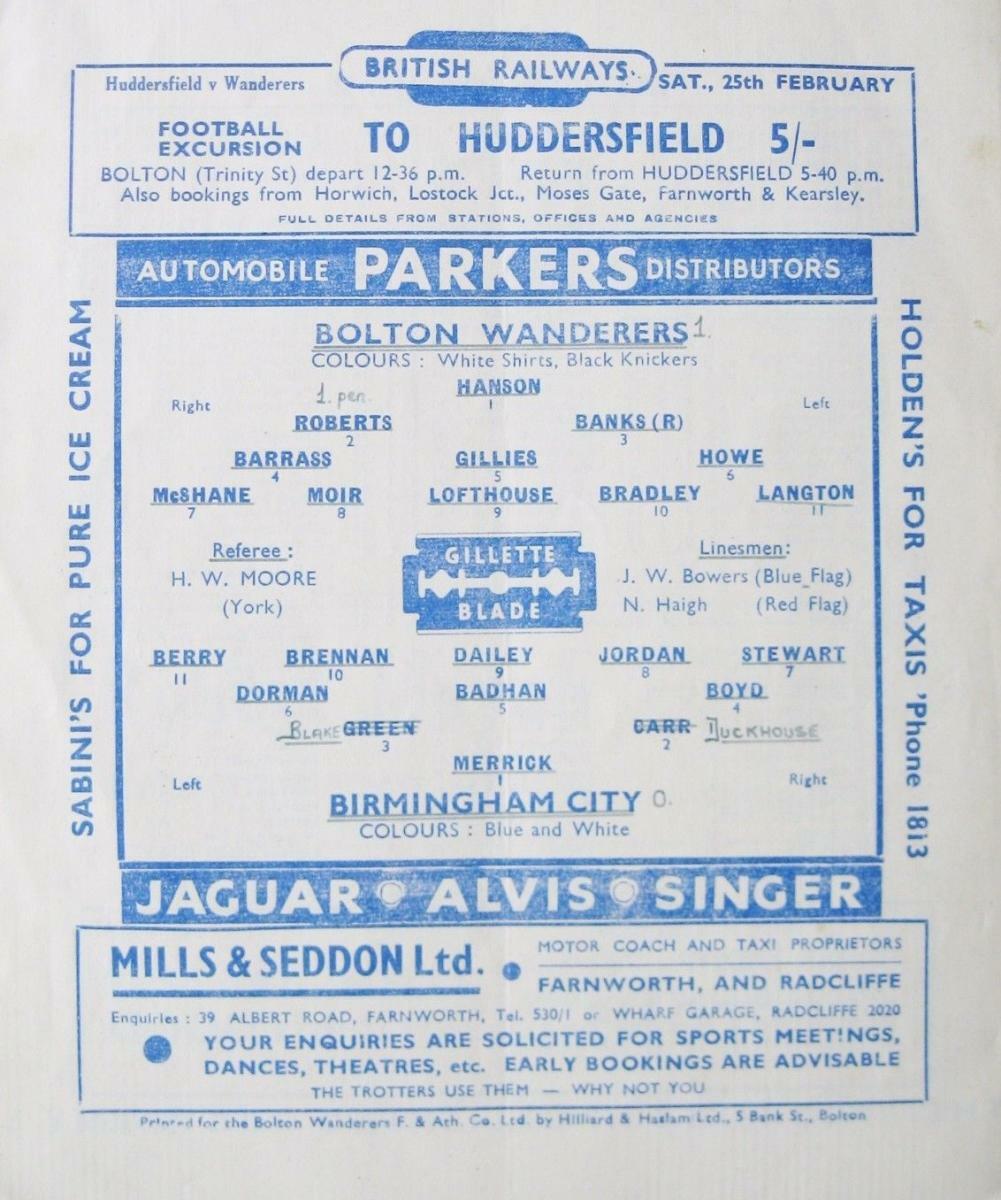 Huddersfield v Wanderers BRITISH RAILWAYS SAT., 25th FEBRUARY
FOOTBALL EXCURSION TO HUDDERSFIELD 5/-
BOLTON (Trinity St) depart 12-36 p.m. Return from HUDDERSFIELD 5-40 p.m.
Also bookings from Horwich, Lostock Jct., Moses Gate, Farnworth & Kearsley.
FULL DETAILS FROM STATIONS, OFFICES AND AGENCIES
AUTOMOBILE PARKERS DISTRIBUTORS
SABINI'S FOR PURE ICE CREAM
HOLDEN'S FOR TAXIS 'Phone 1813
BOLTON WANDERERS 1.
COLOURS : White Shirts, Black Knickers
Right 1. pen. HANSON Left
1
ROBERTS BANKS (R)
2 3
BARRASS GILLIES HOWE
4 5 6
McSHANE MOIR LOFTHOUSE BRADLEY LANGTON
7 8 9 10 11
Referee : GILLETTE Linesmen:
H. W. MOORE J. W. Bowers (Blue Flag)
(York) BLADE N. Haigh (Red Flag)
BERRY BRENNAN DAILEY JORDAN STEWART
11 10 9 8 7
DORMAN BADHAN BOYD
6 5 4
BLAKE GREEN CARR DUCKHOUSE
3 2
MERRICK
Left 1 Right
BIRMINGHAM CITY 0.
COLOURS : Blue and White
JAGUAR ALVIS SINGER
MILLS & SEDDON Ltd. MOTOR COACH AND TAXI PROPRIETORS
FARNWORTH, AND RADCLIFFE
Enquiries : 39 ALBERT ROAD, FARNWORTH, Tel. 530/1 or WHARF GARAGE, RADCLIFFE 2020
YOUR ENQUIRIES ARE SOLICITED FOR SPORTS MEETINGS,
DANCES, THEATRES, etc. EARLY BOOKINGS ARE ADVISABLE
THE TROTTERS USE THEM — WHY NOT YOU
Printed for the Bolton Wanderers F. & Ath. Co. Ltd. by Hilliard & Haslam Ltd., 5 Bank St., Bolton